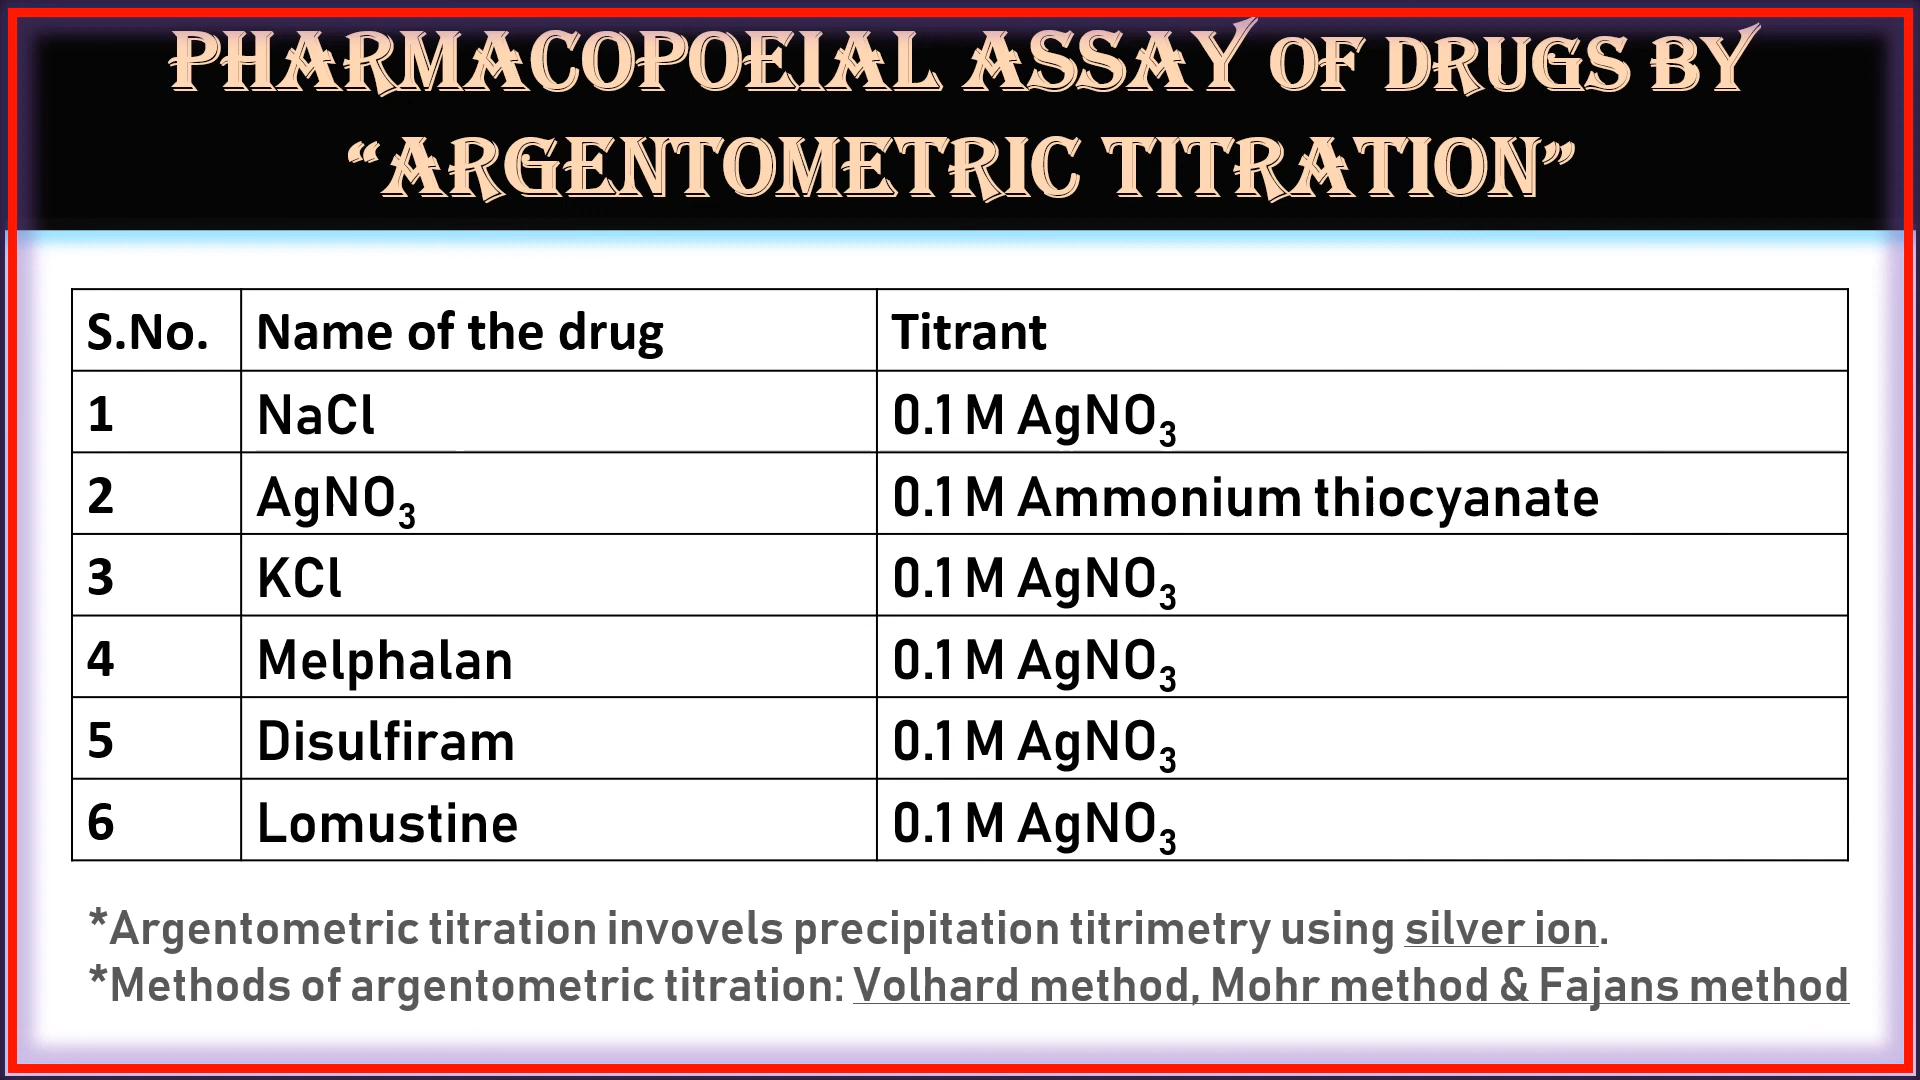 PHARMACOPOEIAL ASSAY OF DRUGS BY
“ARGENTOMETRIC TITRATION”
S.No. Name of the drug Titrant
1 NaCl 0.1 M AgNO₃
2 AgNO₃ 0.1 M Ammonium thiocyanate
3 KCl 0.1 M AgNO₃
4 Melphalan 0.1 M AgNO₃
5 Disulfiram 0.1 M AgNO₃
6 Lomustine 0.1 M AgNO₃
*Argentometric titration invovels precipitation titrimetry using silver ion.
*Methods of argentometric titration: Volhard method, Mohr method & Fajans method